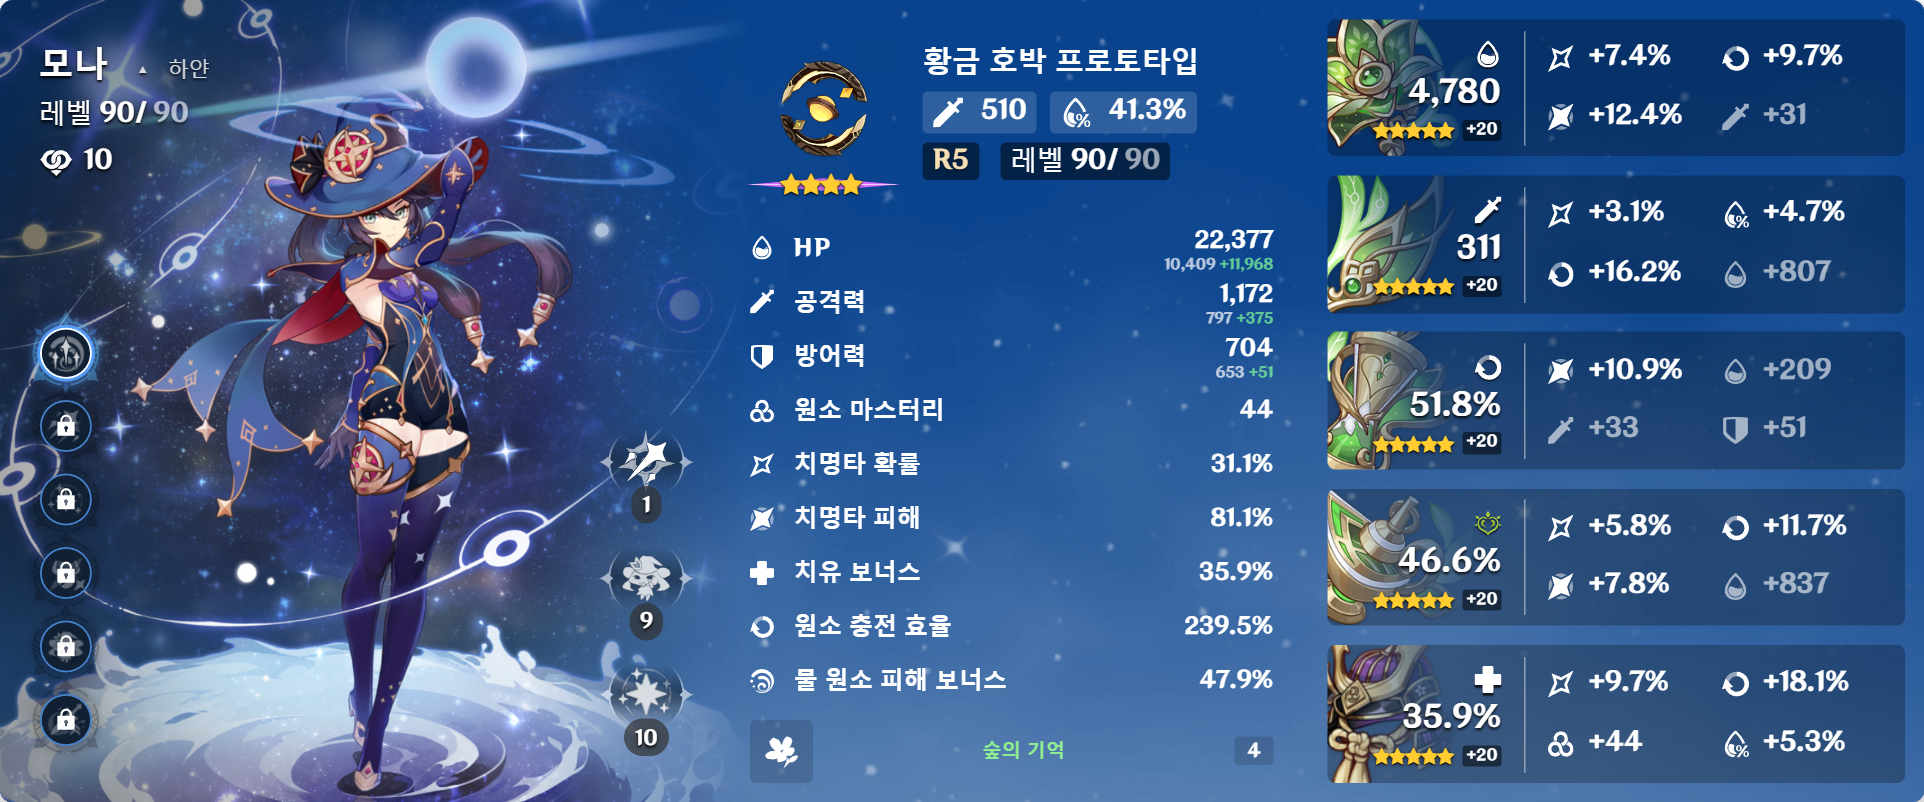 모나
하얀
레벨 90/ 90
10
1
9
10
황금 호박 프로토타입
510 41.3%
R5 레벨 90/ 90
HP 22,377
10,409 +11,968
공격력 1,172
797 +375
방어력 704
653 +51
원소 마스터리 44
치명타 확률 31.1%
치명타 피해 81.1%
치유 보너스 35.9%
원소 충전 효율 239.5%
물 원소 피해 보너스 47.9%
숲의 기억 4
4,780
+20
+7.4% +9.7%
+12.4% +31
311
+20
+3.1% +4.7%
+16.2% +807
51.8%
+20
+10.9% +209
+33 +51
46.6%
+20
+5.8% +11.7%
+7.8% +837
35.9%
+20
+9.7% +18.1%
+44 +5.3%